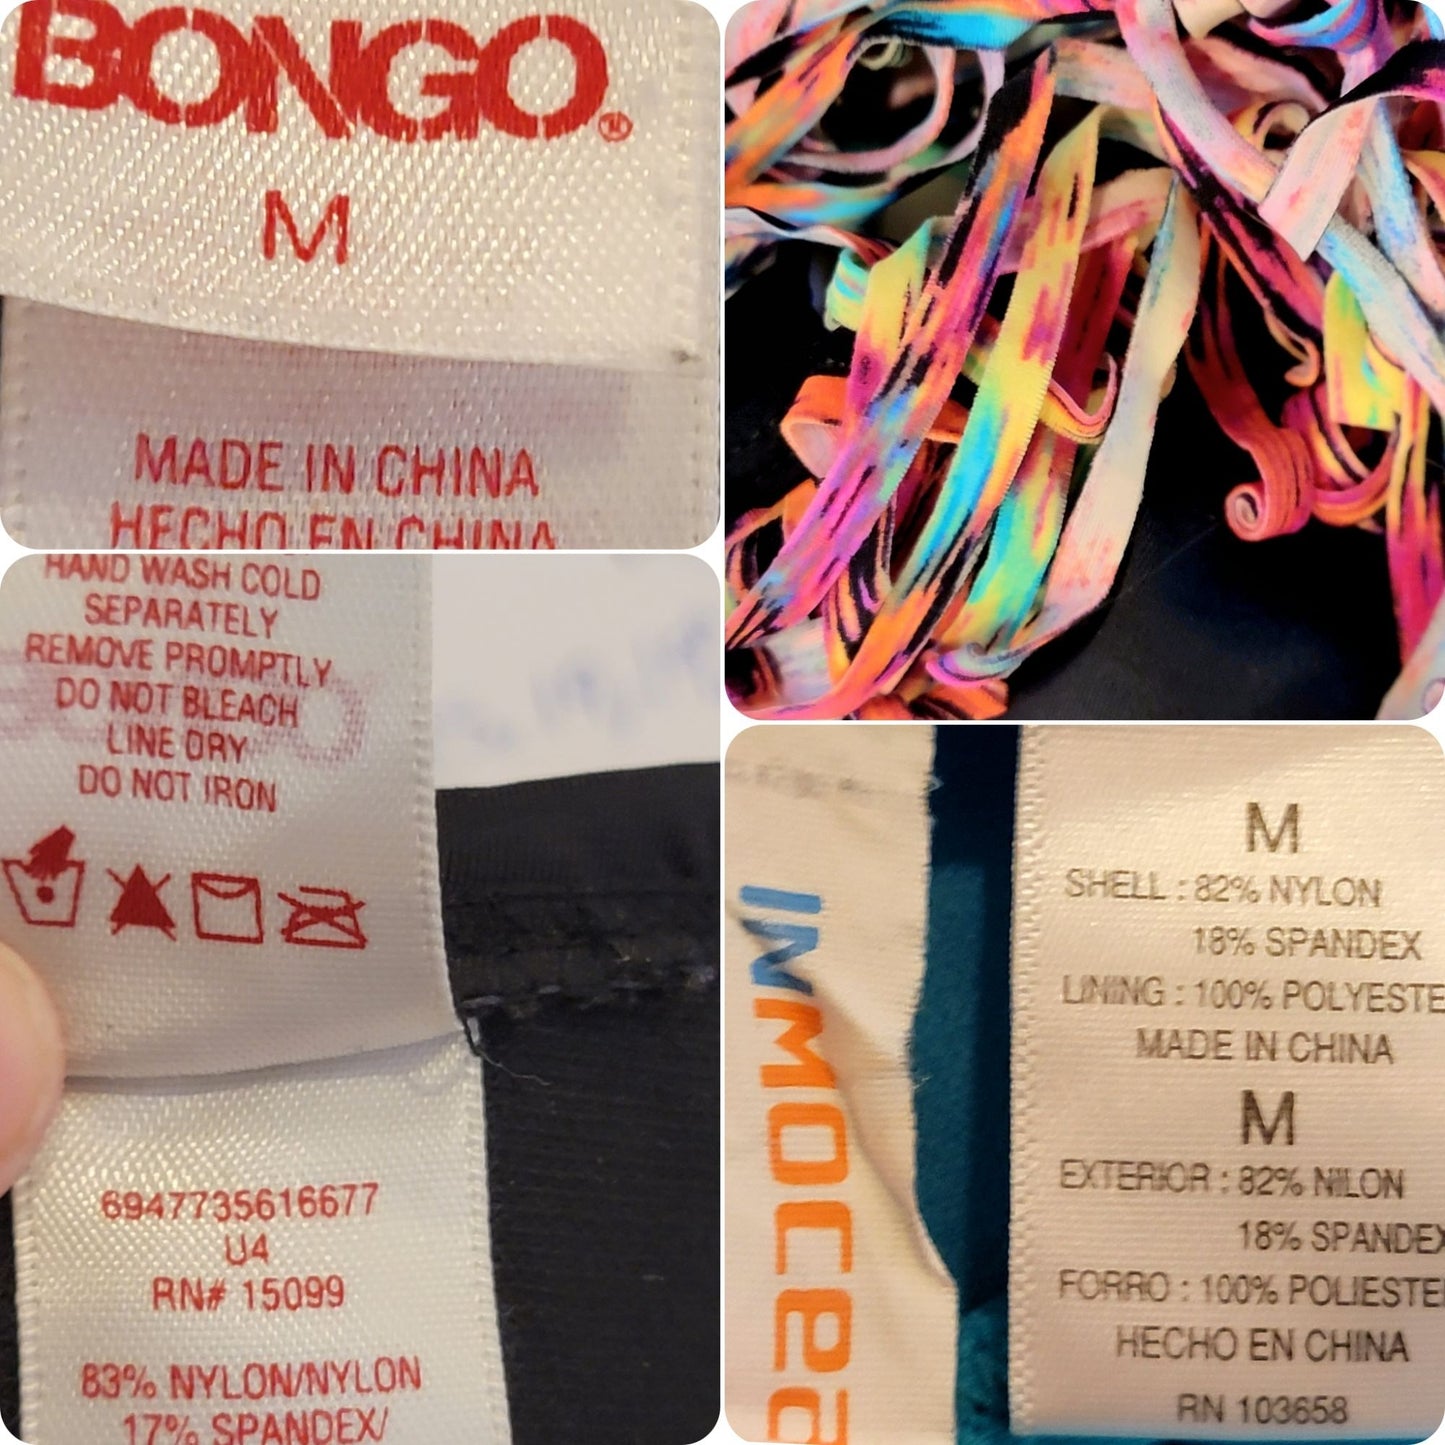 BONGO®
M
MADE IN CHINA
HECHO EN CHINA
HAND WASH COLD
SEPARATELY
REMOVE PROMPTLY
DO NOT BLEACH
LINE DRY
DO NOT IRON
6947735616677
U4
RN# 15099
83% NYLON/NYLON
17% SPANDEX/
M
SHELL : 82% NYLON
18% SPANDEX
LINING : 100% POLYESTE
MADE IN CHINA
M
EXTERIOR : 82% NILON
18% SPANDEX
FORRO : 100% POLIESTE
HECHO EN CHINA
RN 103658